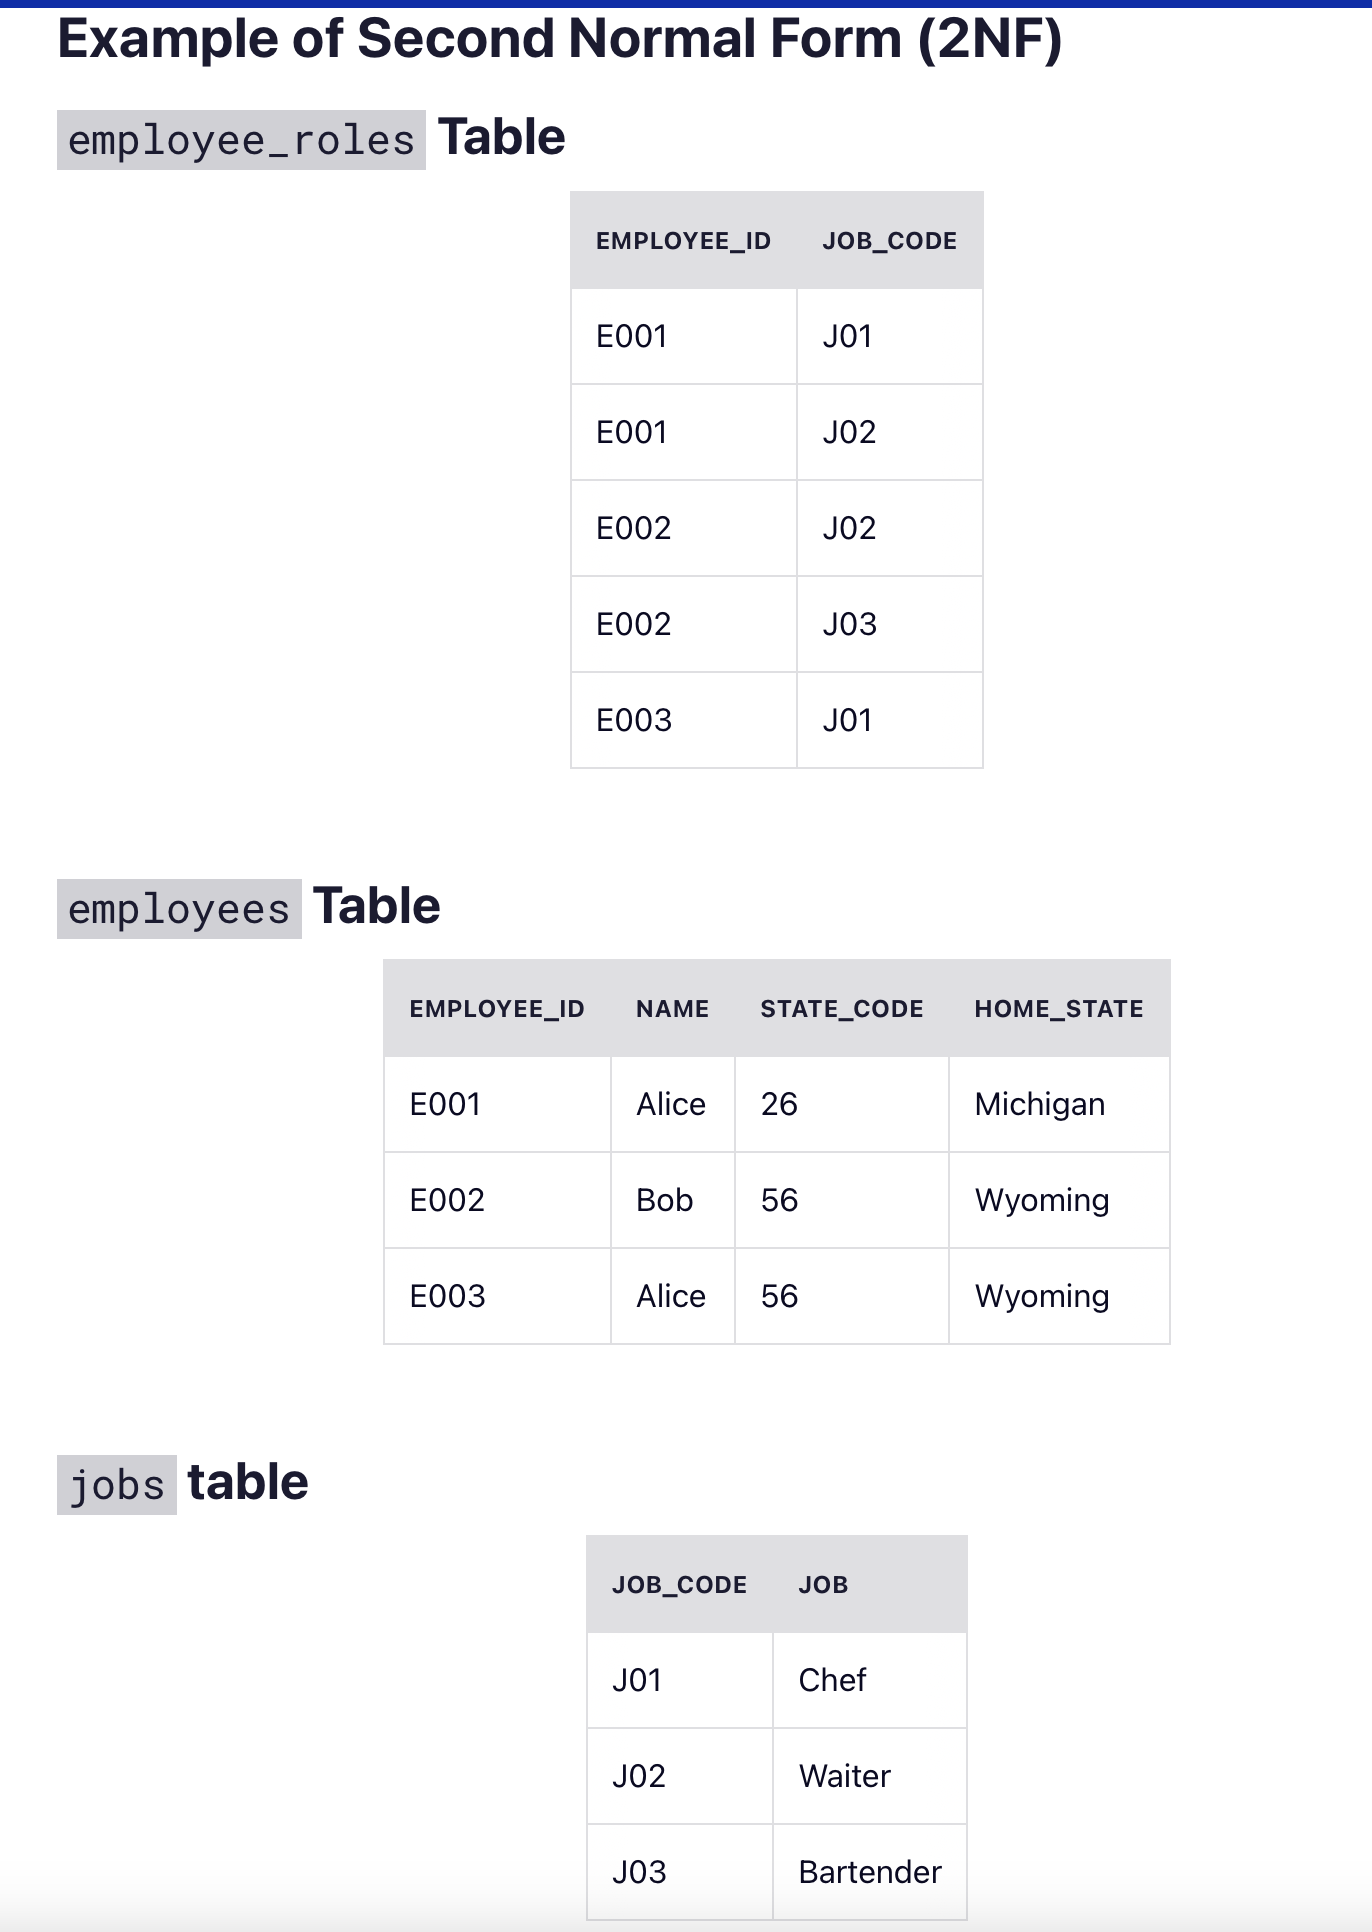 Example of Second Normal Form (2NF)
employee_roles Table
EMPLOYEE_ID JOB_CODE
E001 J01
E001 J02
E002 J02
E002 J03
E003 J01
employees Table
EMPLOYEE_ID NAME STATE_CODE HOME_STATE
E001 Alice 26 Michigan
E002 Bob 56 Wyoming
E003 Alice 56 Wyoming
jobs table
JOB_CODE JOB
J01 Chef
J02 Waiter
J03 Bartender